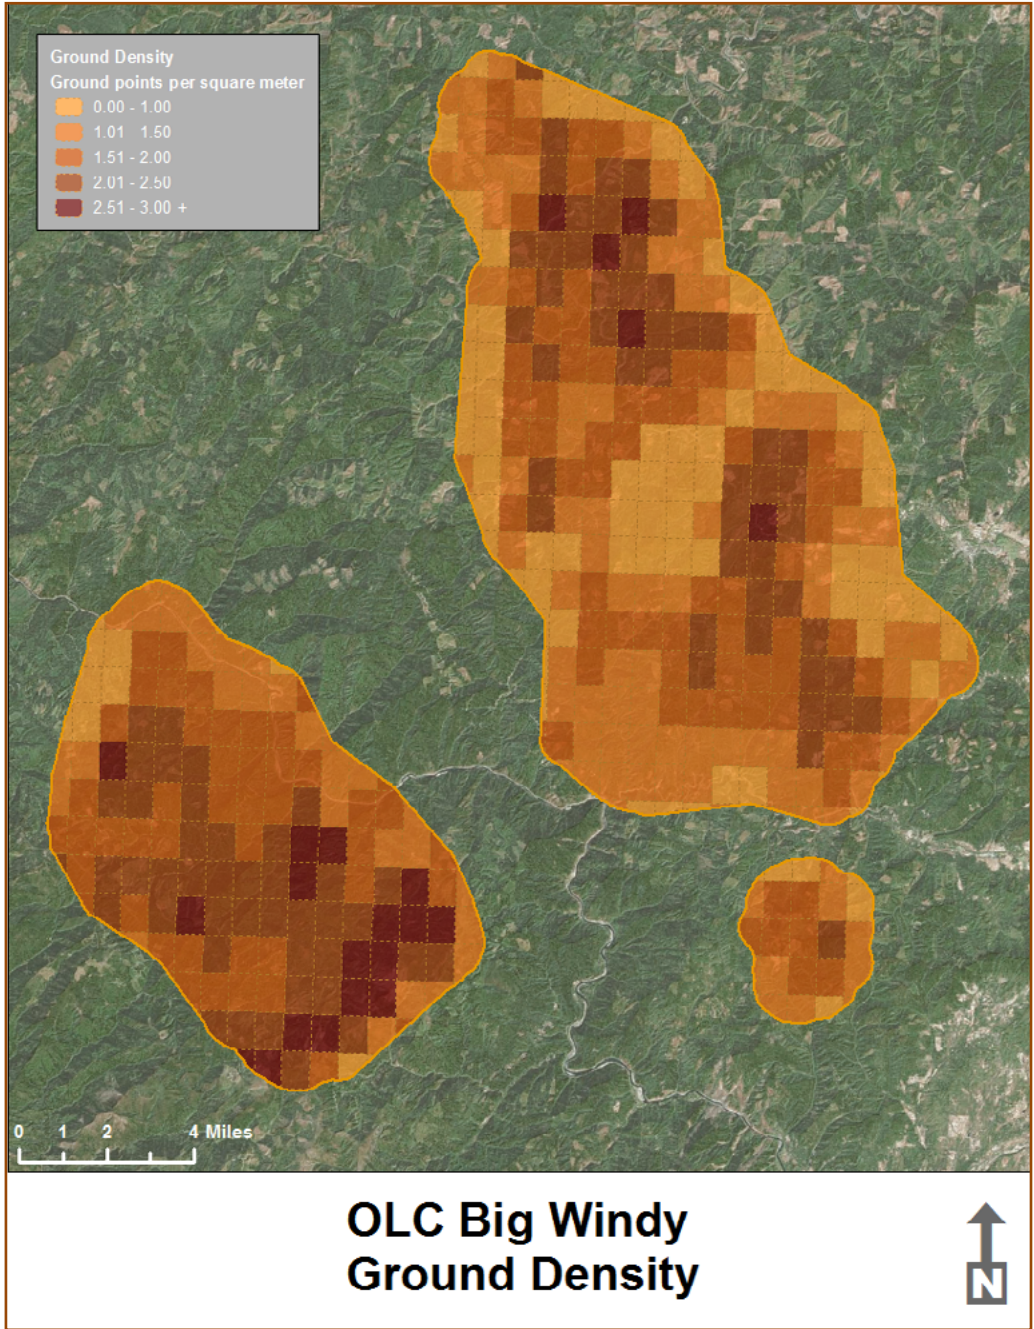 Ground Density
Ground points per square meter
0.00 - 1.00
1.01 1.50
1.51 - 2.00
2.01 - 2.50
2.51 - 3.00 +
0 1 2 4 Miles
OLC Big Windy
Ground Density
N